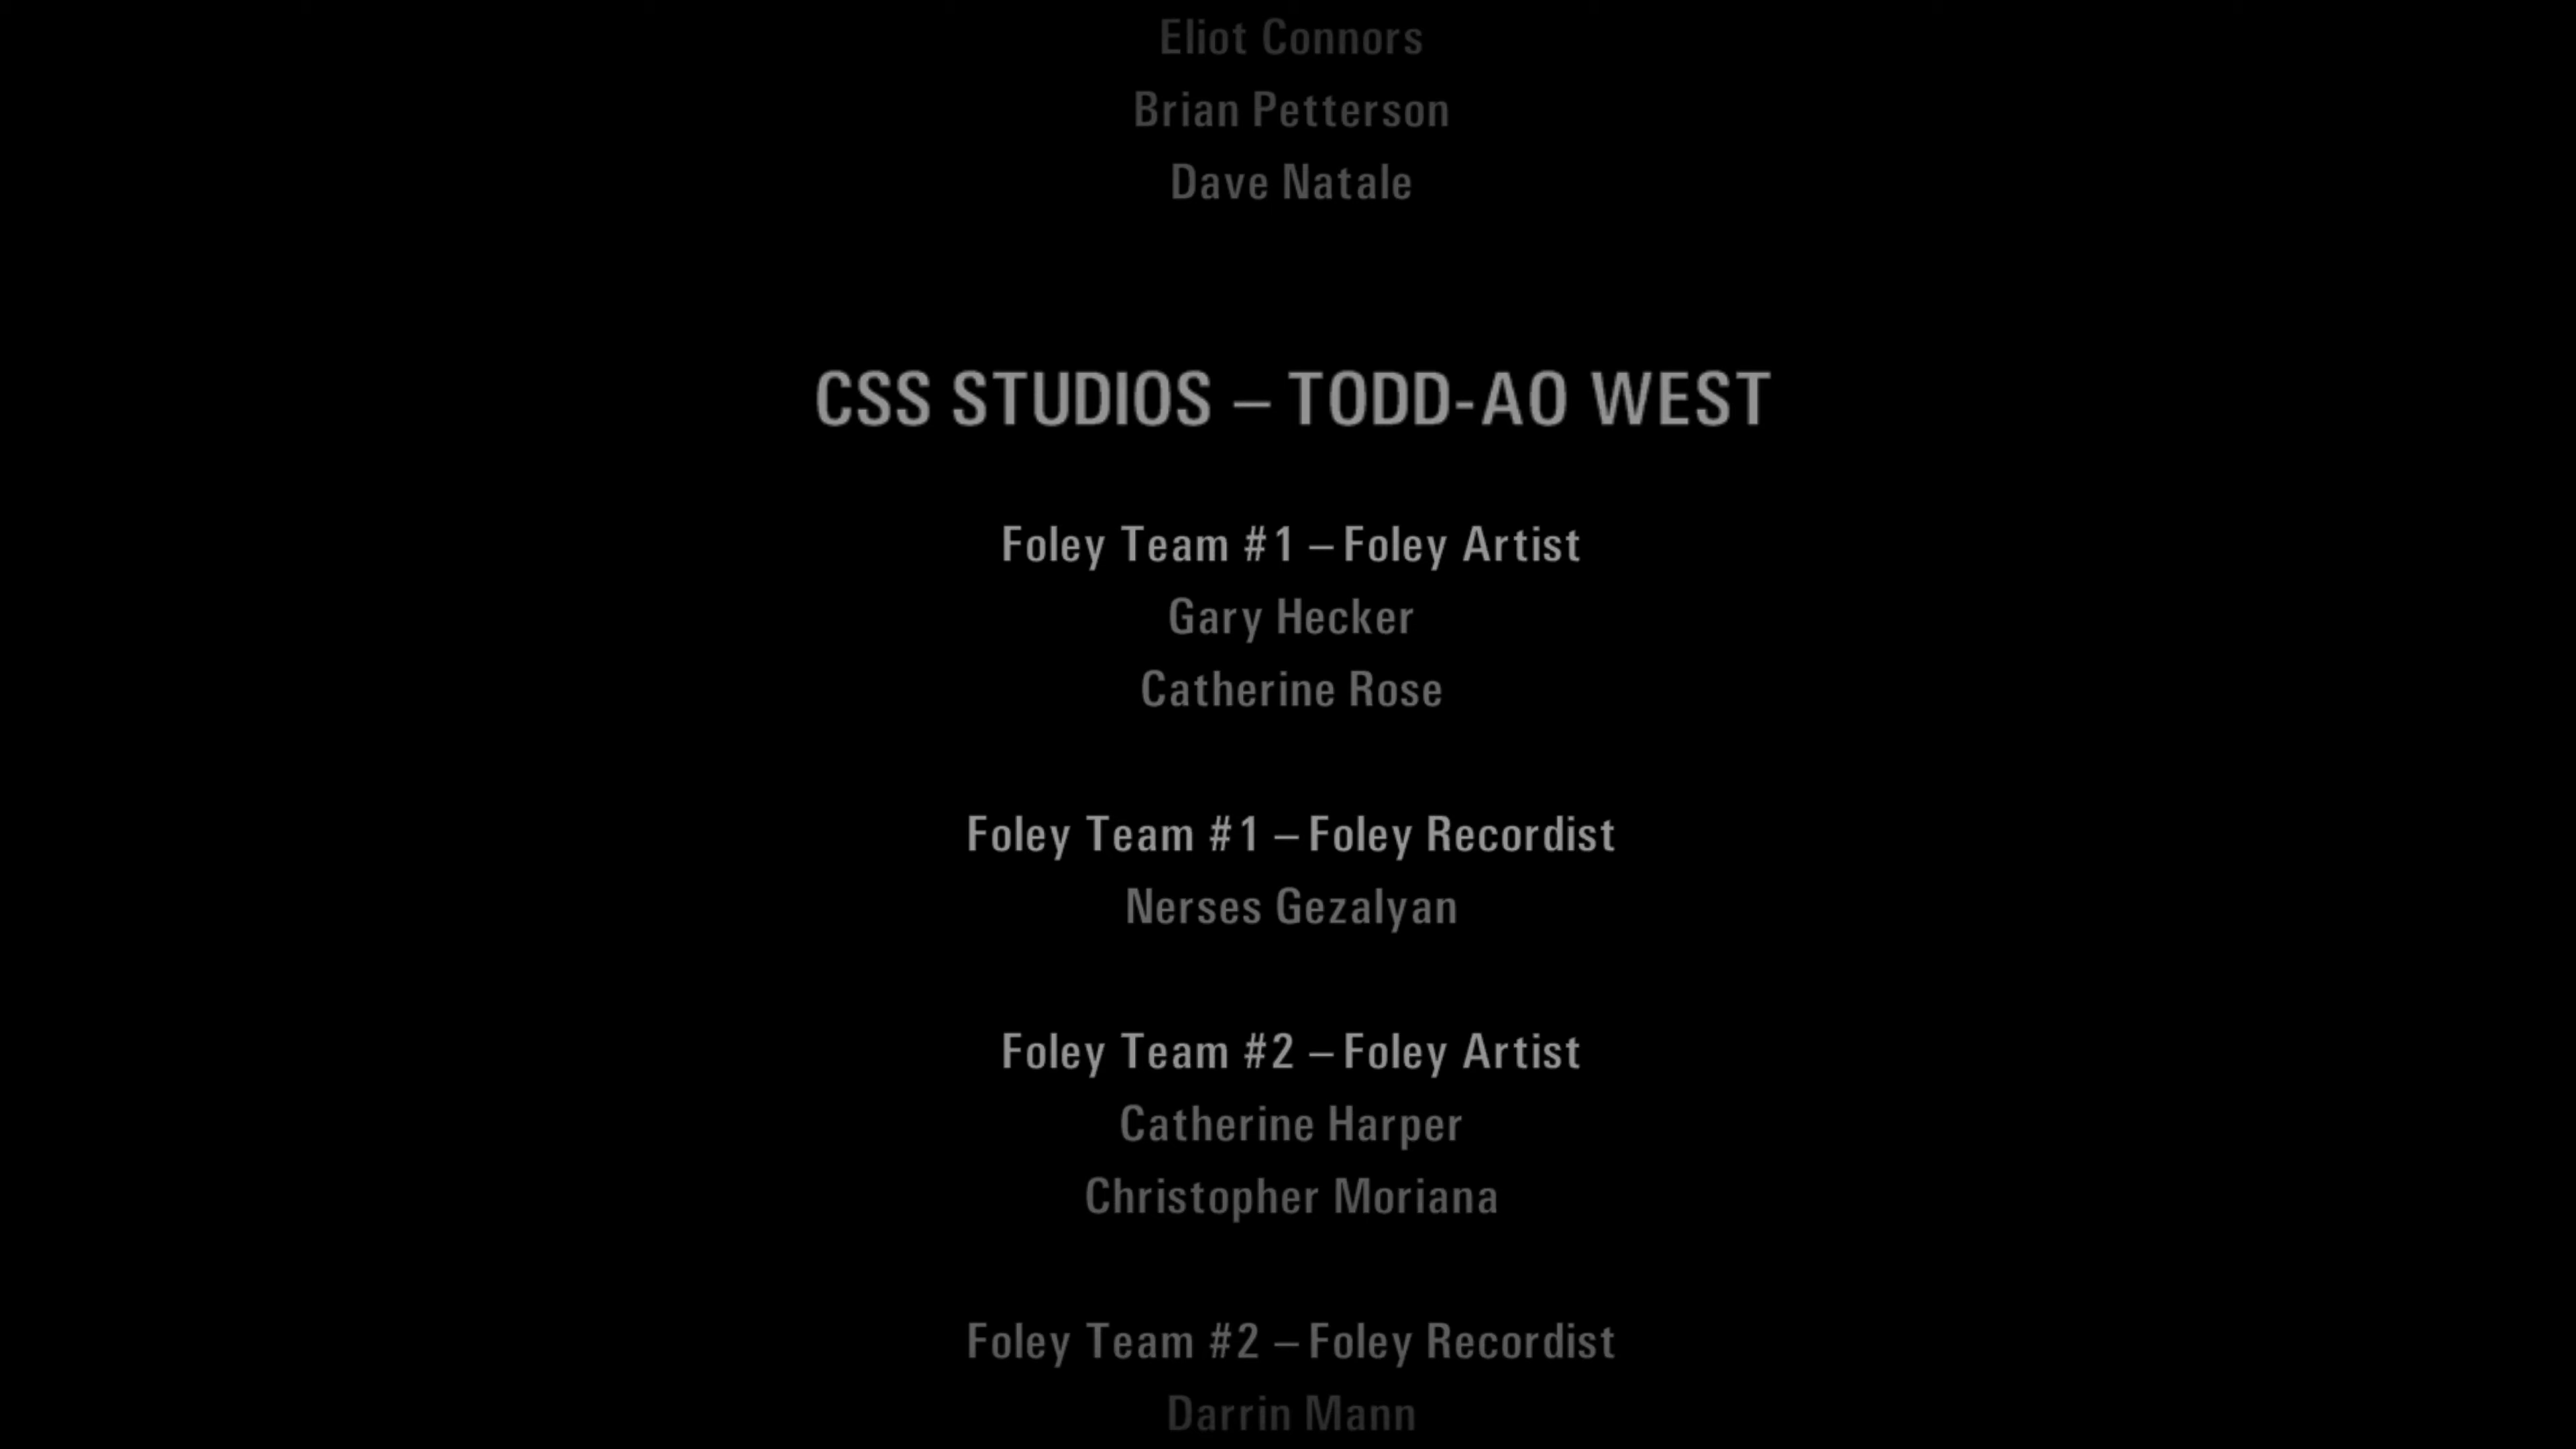 Eliot Connors
Brian Petterson
Dave Natale
CSS STUDIOS – TODD-AO WEST
Foley Team #1 – Foley Artist
Gary Hecker
Catherine Rose
Foley Team #1 – Foley Recordist
Nerses Gezalyan
Foley Team #2 – Foley Artist
Catherine Harper
Christopher Moriana
Foley Team #2 – Foley Recordist
Darrin Mann